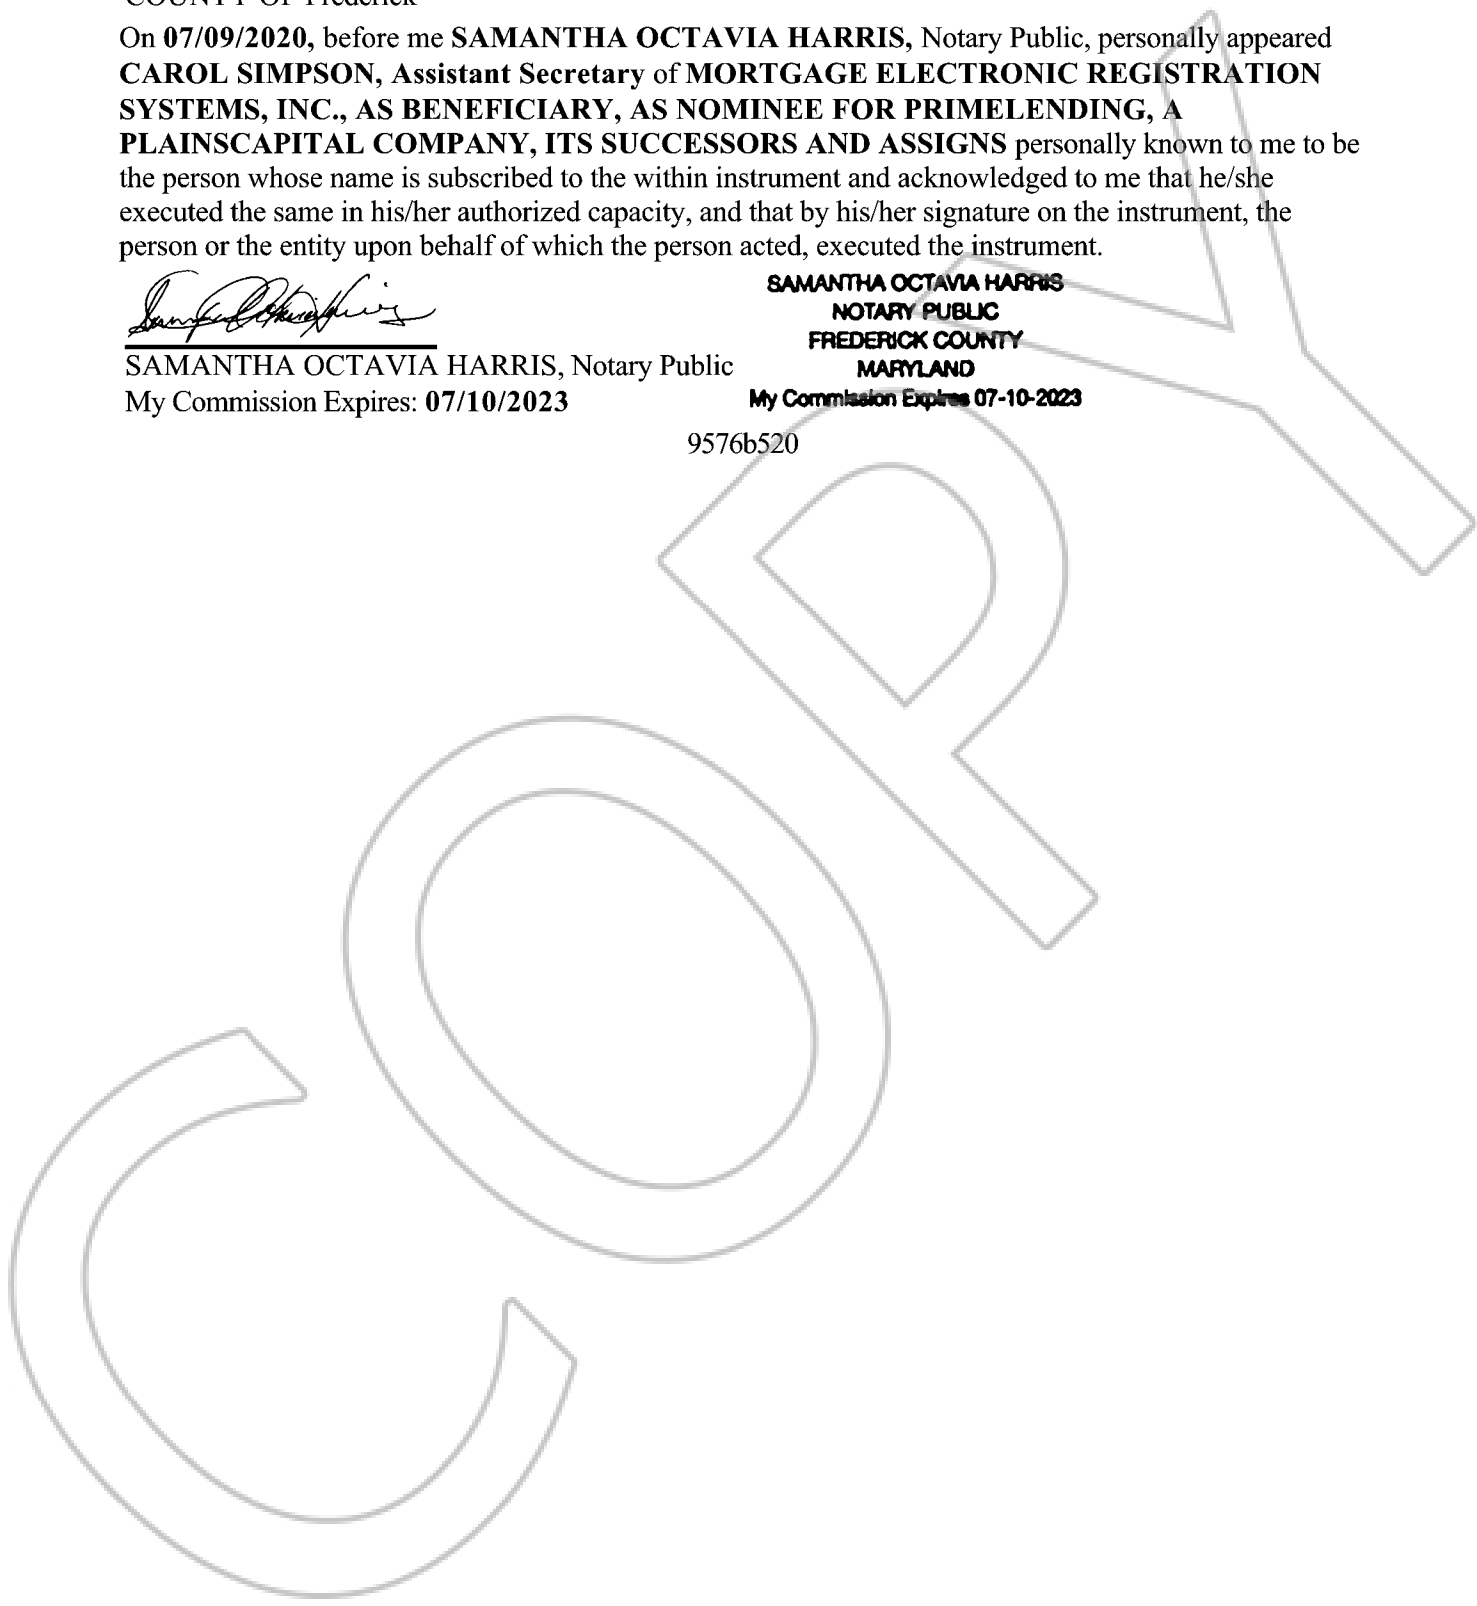 COUNTY OF Frederick
On 07/09/2020, before me SAMANTHA OCTAVIA HARRIS, Notary Public, personally appeared
CAROL SIMPSON, Assistant Secretary of MORTGAGE ELECTRONIC REGISTRATION
SYSTEMS, INC., AS BENEFICIARY, AS NOMINEE FOR PRIMELENDING, A
PLAINSCAPITAL COMPANY, ITS SUCCESSORS AND ASSIGNS personally known to me to be
the person whose name is subscribed to the within instrument and acknowledged to me that he/she
executed the same in his/her authorized capacity, and that by his/her signature on the instrument, the
person or the entity upon behalf of which the person acted, executed the instrument.
SAMANTHA OCTAVIA HARRIS, Notary Public
My Commission Expires: 07/10/2023
SAMANTHA OCTAVIA HARRIS
NOTARY PUBLIC
FREDERICK COUNTY
MARYLAND
My Commission Expires 07-10-2023
9576b520
COPY